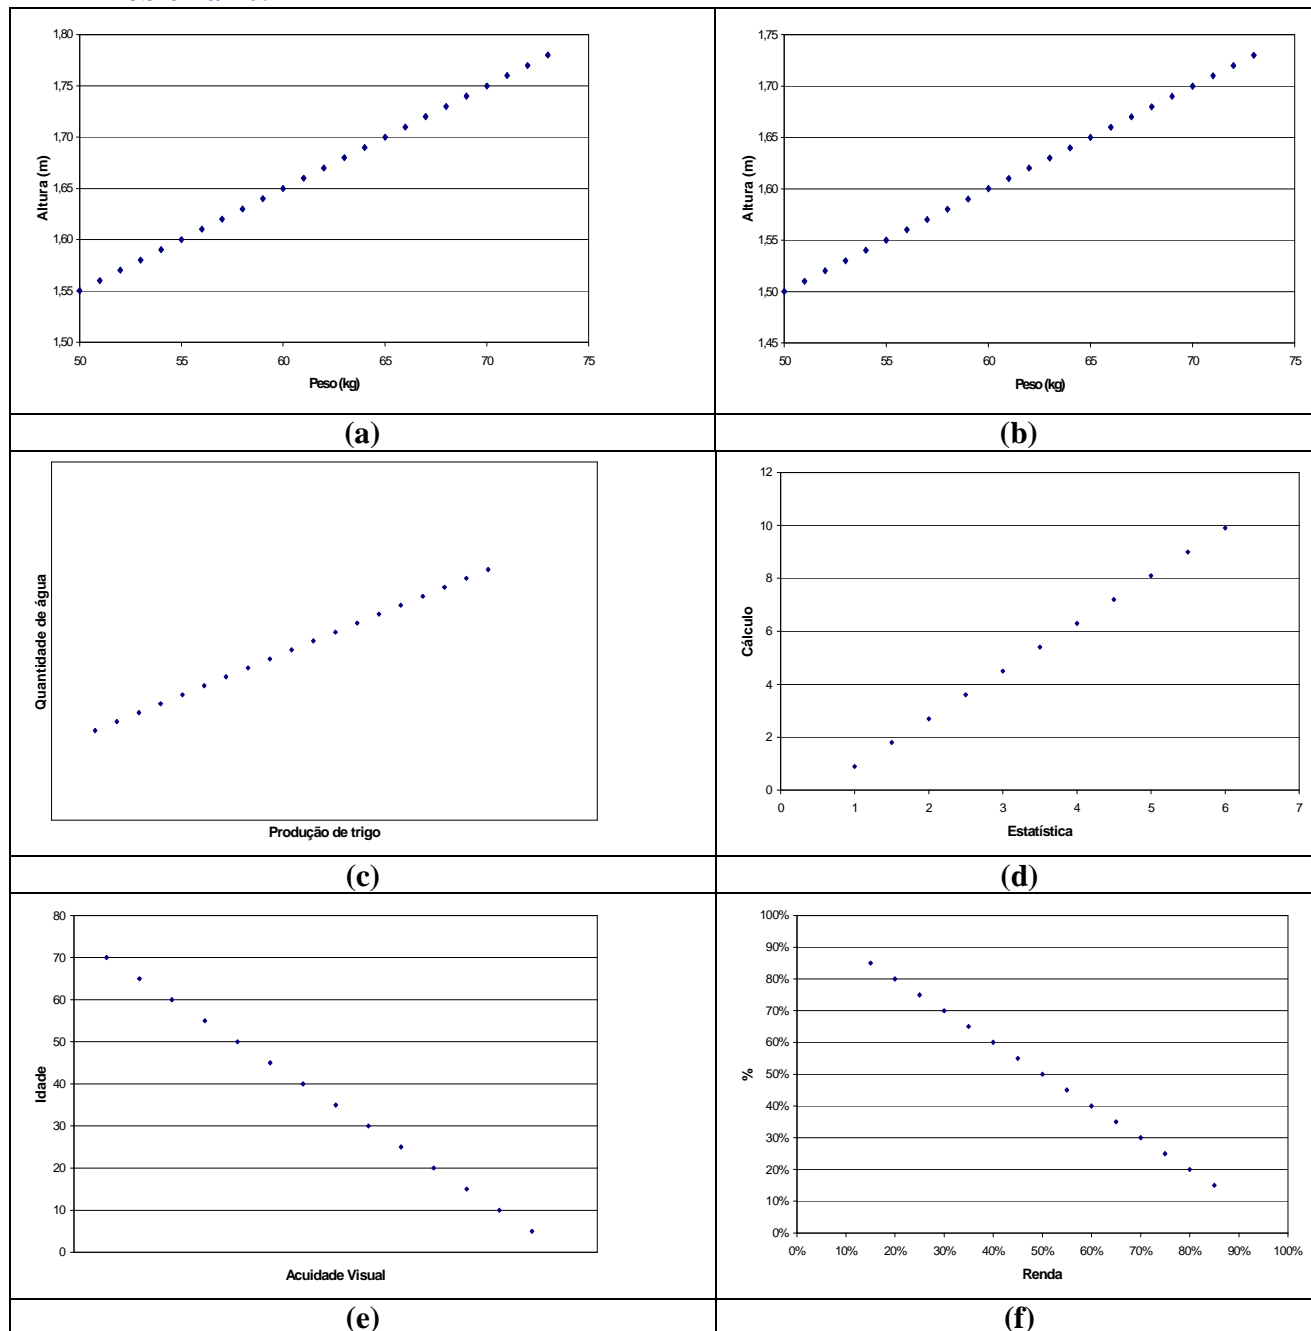 1,80
1,75
1,70
1,65
1,60
1,55
1,50
Altura (m)
50 55 60 65 70 75
Peso (kg)
1,75
1,70
1,65
1,60
1,55
1,50
1,45
Altura (m)
50 55 60 65 70 75
Peso (kg)
(a) (b)
Quantidade de água
Produção de trigo
12
10
8
6
4
2
0
Cálculo
0 1 2 3 4 5 6 7
Estatística
(c) (d)
80
70
60
50
40
30
20
10
0
Idade
Acuidade Visual
100%
90%
80%
70%
60%
50%
40%
30%
20%
10%
0%
%
0% 10% 20% 30% 40% 50% 60% 70% 80% 90% 100%
Renda
(e) (f)